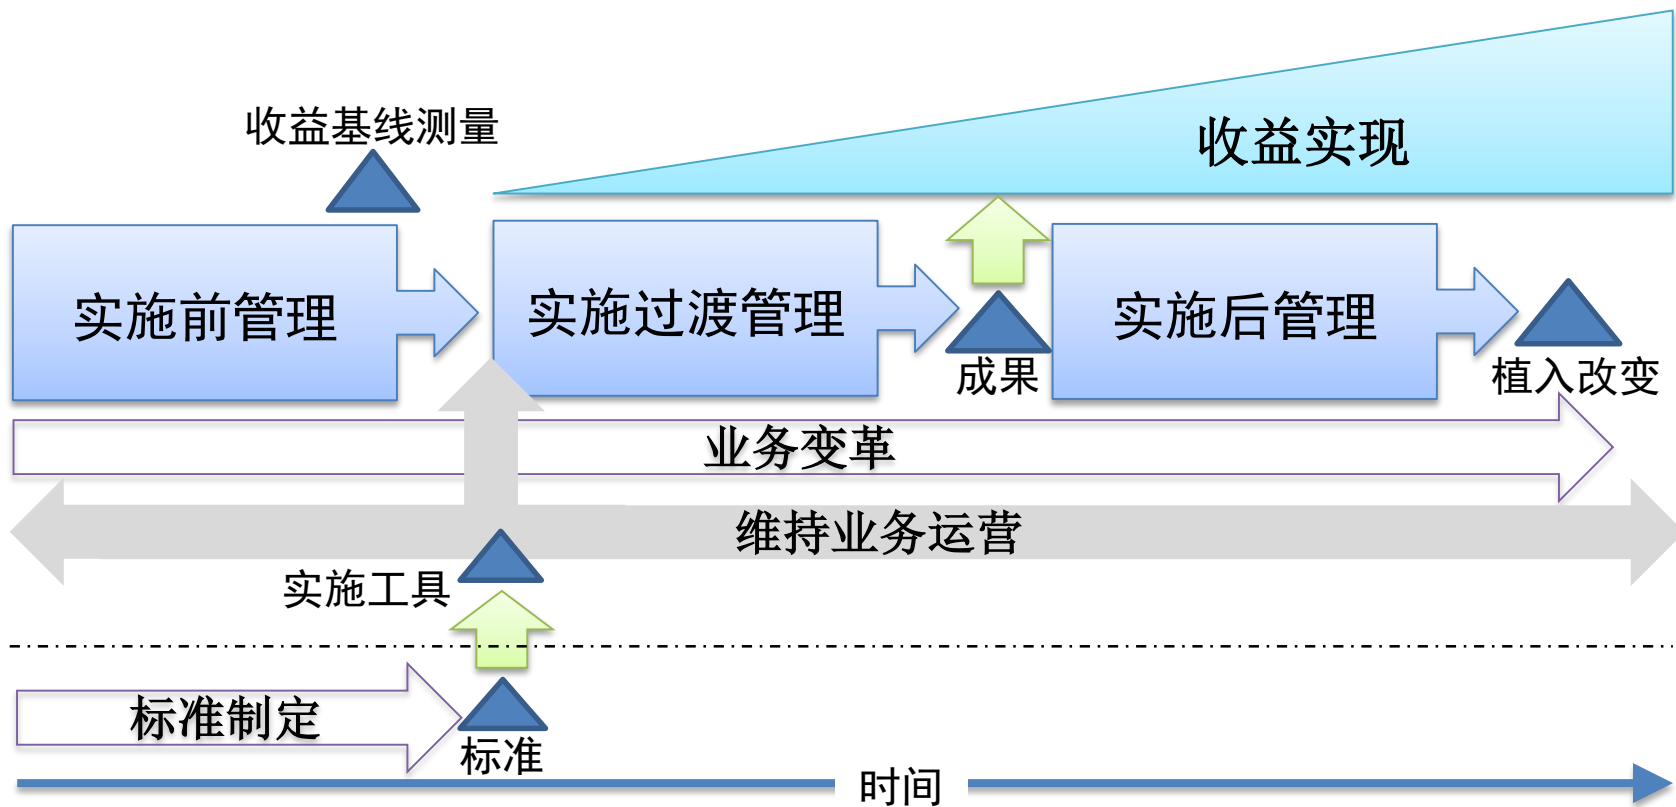 收益基线测量
收益实现
实施前管理
实施过渡管理
实施后管理
成果
植入改变
业务变革
维持业务运营
实施工具
标准制定
标准
时间